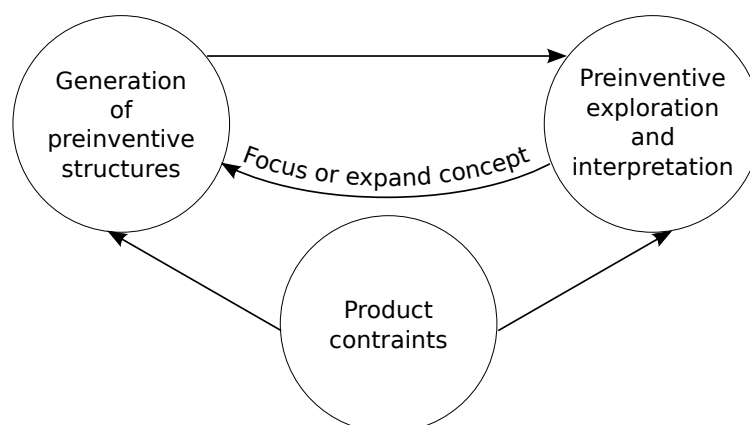 Generation
of
preinventive
structures
Preinventive
exploration
and
interpretation
Focus or expand concept
Product
contraints